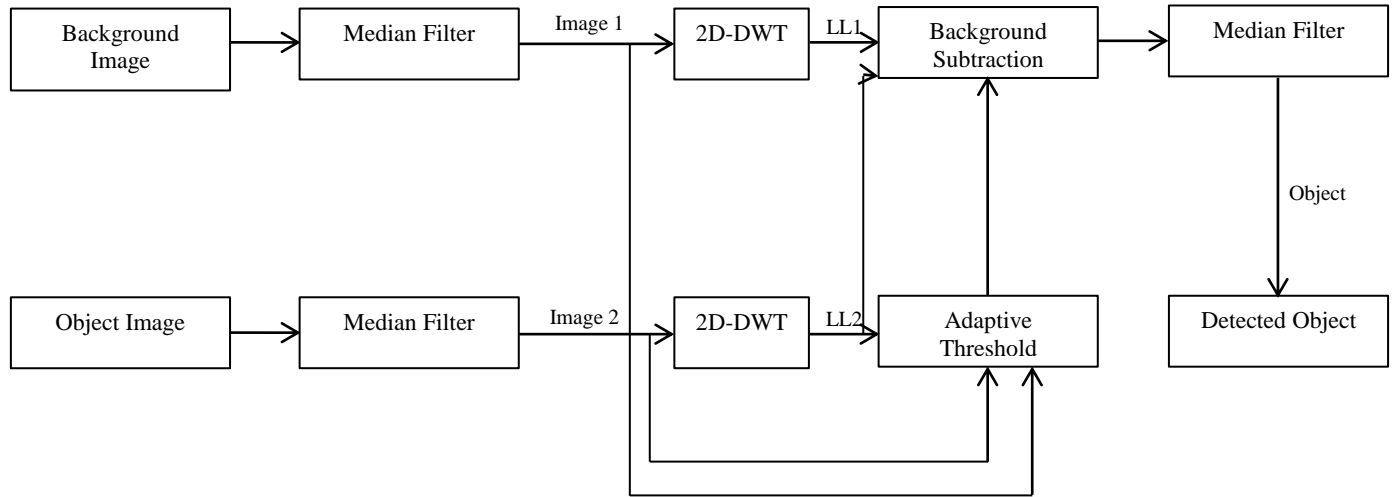 Background
Image
Median Filter
Image 1
2D-DWT
LL1
Background
Subtraction
Median Filter
Object
Object Image
Median Filter
Image 2
2D-DWT
LL2
Adaptive
Threshold
Detected Object